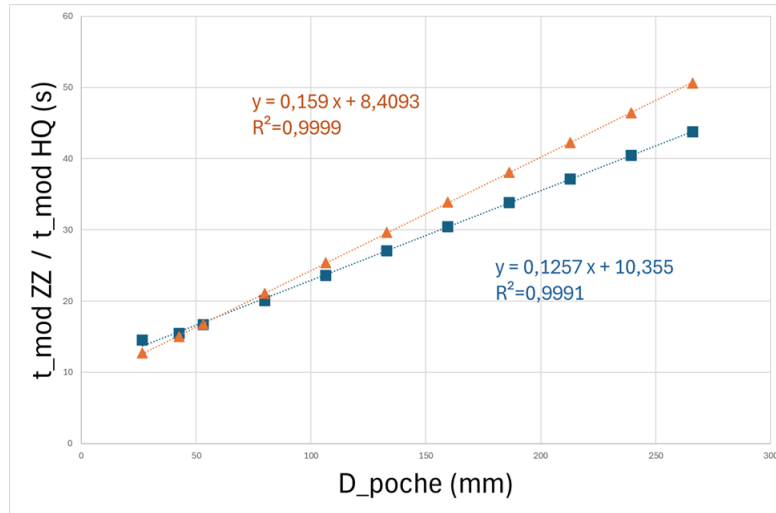 60
50
40
30
20
10
0
t_mod ZZ / t_mod HQ (s)
y = 0,159 x + 8,4093
R²=0,9999
y = 0,1257 x + 10,355
R²=0,9991
0 50 100 150 200 250 300
D_poche (mm)